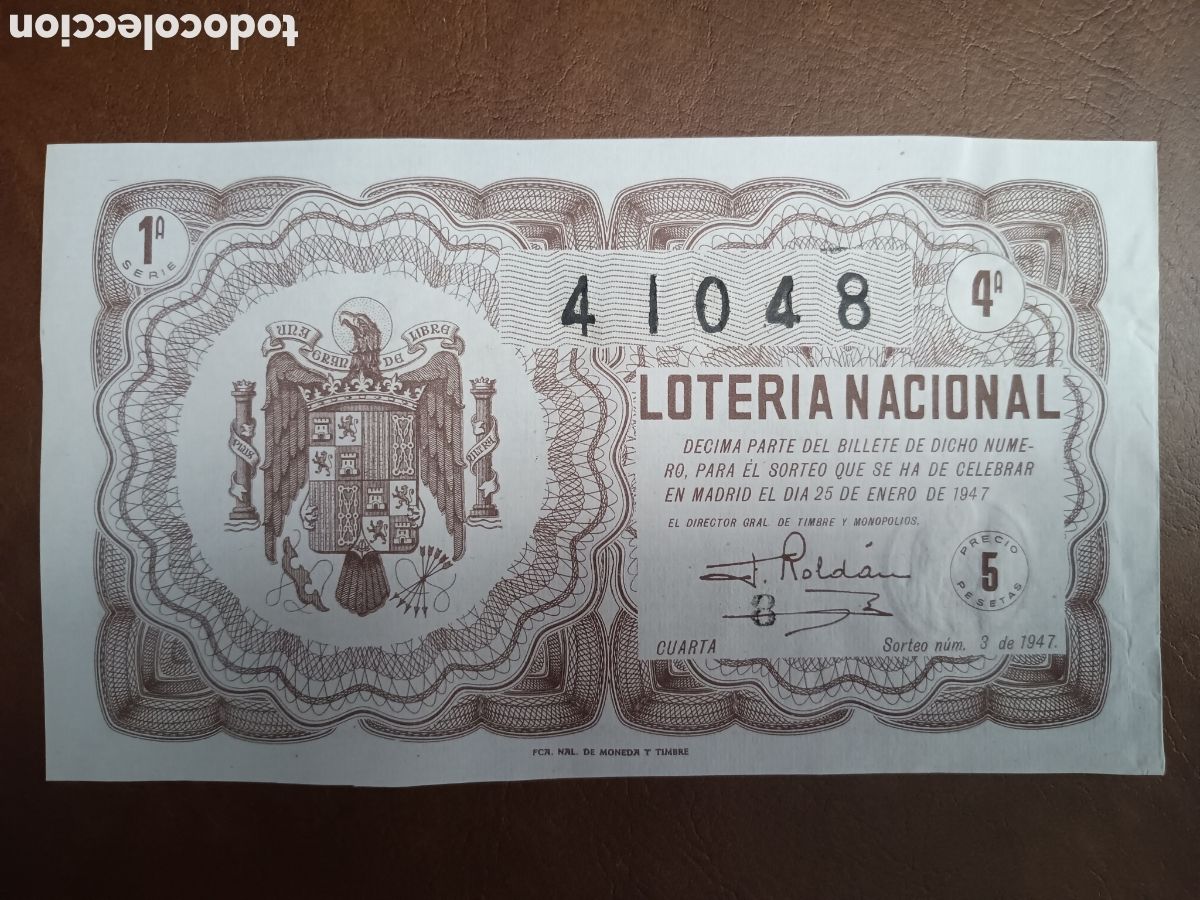 todocoleccion
1ª
SERIE
41048
4ª
UNA GRANDE LIBRE
PLUS ULTRA
LOTERIA NACIONAL
DECIMA PARTE DEL BILLETE DE DICHO NUME-
RO, PARA EL SORTEO QUE SE HA DE CELEBRAR
EN MADRID EL DIA 25 DE ENERO DE 1947
EL DIRECTOR GRAL. DE TIMBRE Y MONOPOLIOS,
F. Roldán
8
PRECIO
5
PESETAS
CUARTA
Sorteo núm. 3 de 1947.
FCA. NAL. DE MONEDA Y TIMBRE